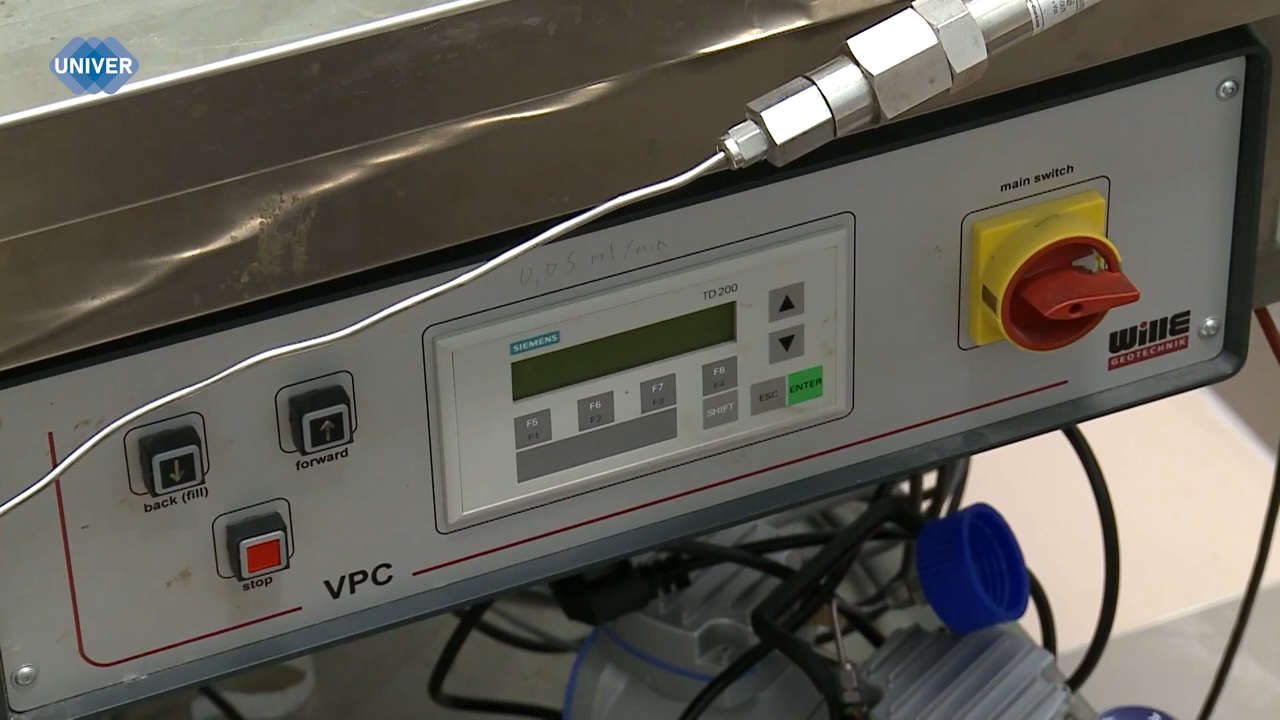 UNIVER
main switch
0,05 ml/min
TD 200
SIEMENS
F8
F4
F7
F3
F6
F2
F5
F1
SHIFT
ESC
ENTER
wille
GEOTECHNIK
forward
back (fill)
stop
VPC